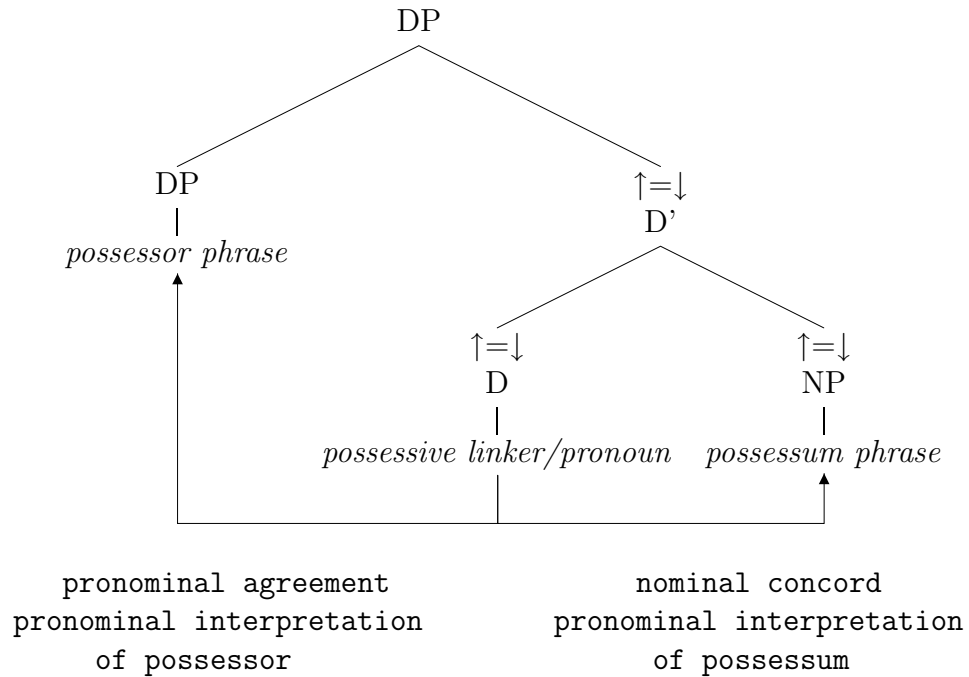 DP
DP ↑=↓
D’
possessor phrase
↑=↓ ↑=↓
D NP
possessive linker/pronoun possessum phrase
pronominal agreement nominal concord
pronominal interpretation pronominal interpretation
of possessor of possessum